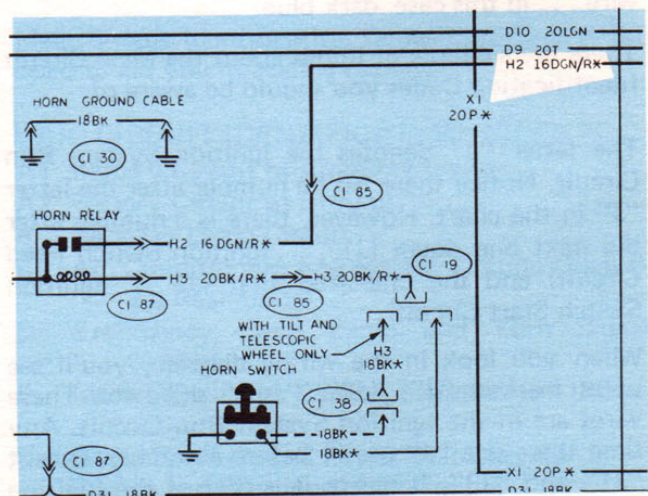 D10 20LGN
D9 20T
H2 16DGN/R*
X1
20P*
HORN GROUND CABLE
18BK
C1 30
C1 85
HORN RELAY
H2 16DGN/R*
H3 20BK/R*
H3 20BK/R*
C1 19
C1 87
C1 85
WITH TILT AND
TELESCOPIC
WHEEL ONLY
H3
18BK*
HORN SWITCH
C1 38
18BK
18BK*
C1 87
X1 20P*
D31 18BK
D31 18BK